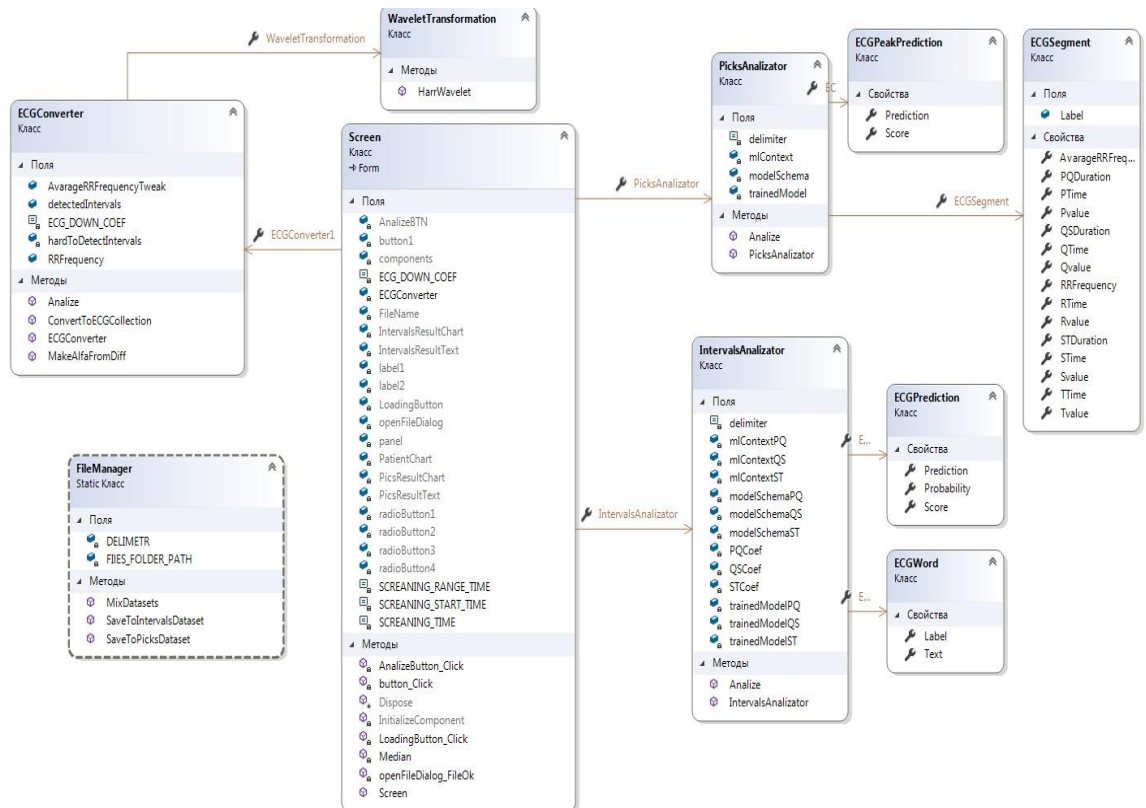 WaveletTransformation
Класс
Методы
HarrWavelet
WaveletTransformation
ECGConverter
Класс
Поля
AvarageRRFrequencyTweak
detectedIntervals
ECG_DOWN_COEF
hardToDetectIntervals
RRFrequency
Методы
Analize
ConvertToECGCollection
ECGConverter
MakeAlfaFromDiff
ECGConverter1
FileManager
Static Класс
Поля
DELIMETR
FIlES_FOLDER_PATH
Методы
MixDatasets
SaveToIntervalsDataset
SaveToPicksDataset
Screen
Класс
Form
Поля
AnalizeBTN
button1
components
ECG_DOWN_COEF
ECGConverter
FileName
IntervalsResultChart
IntervalsResultText
label1
label2
LoadingButton
openFileDialog
panel
PatientChart
PicsResultChart
PicsResultText
radioButton1
radioButton2
radioButton3
radioButton4
SCREANING_RANGE_TIME
SCREANING_START_TIME
SCREANING_TIME
Методы
AnalizeButton_Click
button_Click
Dispose
InitializeComponent
LoadingButton_Click
Median
openFileDialog_FileOk
Screen
PicksAnalizator
IntervalsAnalizator
PicksAnalizator
Класс
Поля
delimiter
mlContext
modelSchema
trainedModel
Методы
Analize
PicksAnalizator
EC
ECGSegment
ECGPeakPrediction
Класс
Свойства
Prediction
Score
ECGSegment
Класс
Поля
Label
Свойства
AvarageRRFreq...
PQDuration
PTime
Pvalue
QSDuration
QTime
Qvalue
RRFrequency
RTime
Rvalue
STDuration
STime
Svalue
TTime
Tvalue
IntervalsAnalizator
Класс
Поля
delimiter
mlContextPQ
mlContextQS
mlContextST
modelSchemaPQ
modelSchemaQS
modelSchemaST
PQCoef
QSCoef
STCoef
trainedModelPQ
trainedModelQS
trainedModelST
Методы
Analize
IntervalsAnalizator
E...
E...
ECGPrediction
Класс
Свойства
Prediction
Probability
Score
ECGWord
Класс
Свойства
Label
Text